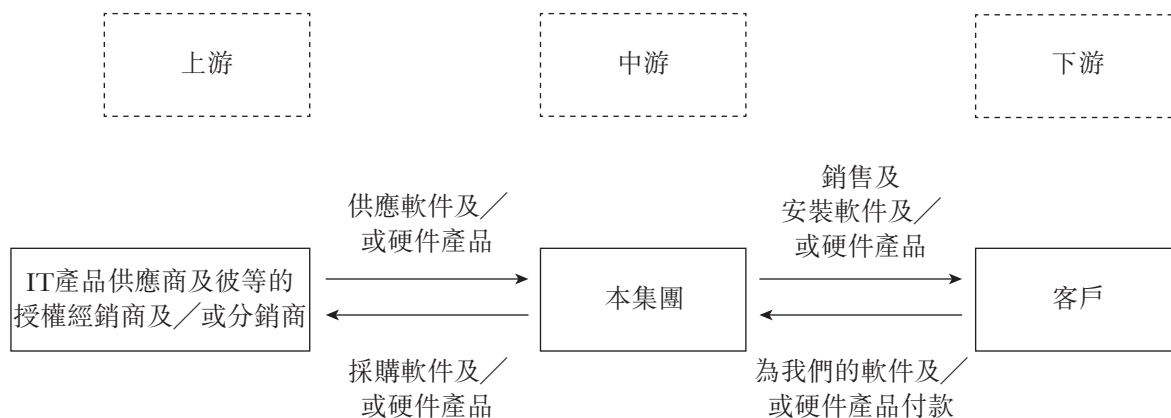 上游
中游
下游
供應軟件及／
或硬件產品
銷售及
安裝軟件及／
或硬件產品
IT產品供應商及彼等的
授權經銷商及／或分銷商
本集團
客戶
採購軟件及／
或硬件產品
為我們的軟件及／
或硬件產品付款